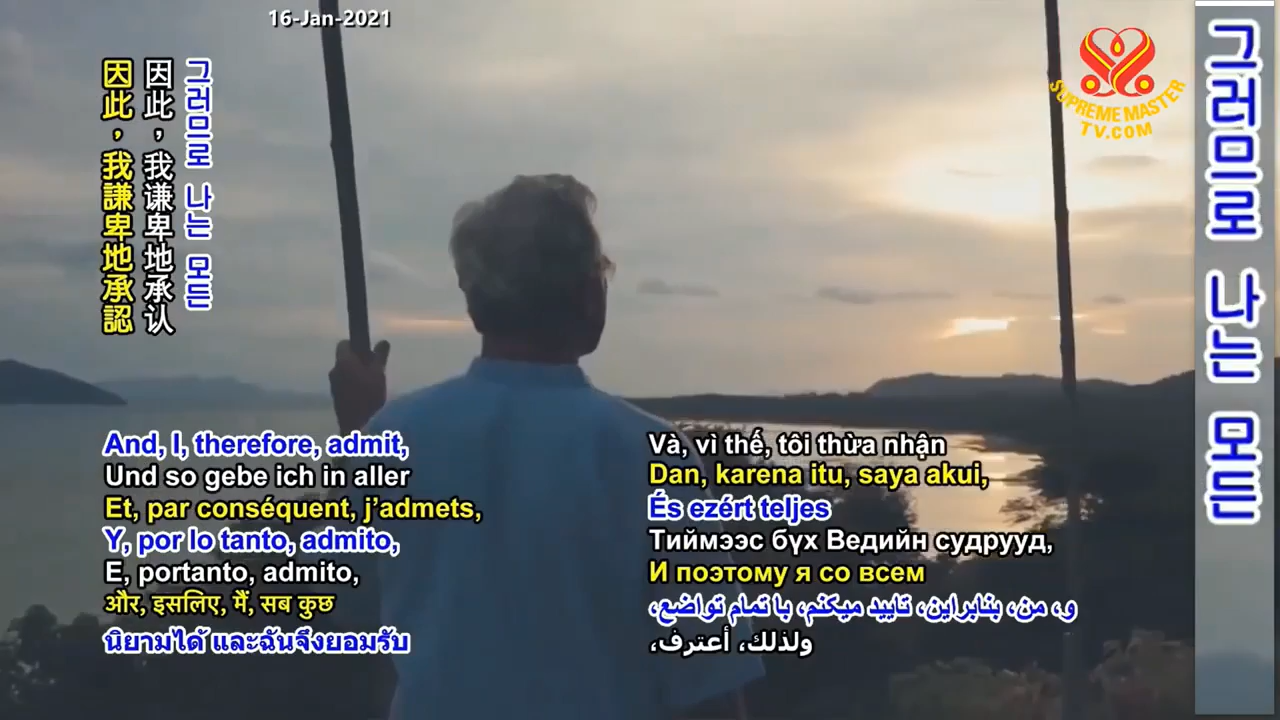 16-Jan-2021
SUPREME MASTER
TV.COM
그러므로 나는 모든
因此，我谦卑地承认
因此，我謙卑地承認
And, I, therefore, admit,
Und so gebe ich in aller
Et, par conséquent, j’admets,
Y, por lo tanto, admito,
E, portanto, admito,
और, इसलिए, मैं, सब कुछ
นิยามได้ และฉันจึงยอมรับ
Và, vì thế, tôi thừa nhận
Dan, karena itu, saya akui,
És ezért teljes
Тиймээс бүх Ведийн судрууд,
И поэтому я со всем
و، من، بنابراین، تایید میکنم، با تمام تواضع،
ولذلك، أعترف،
그러므로 나는 모든